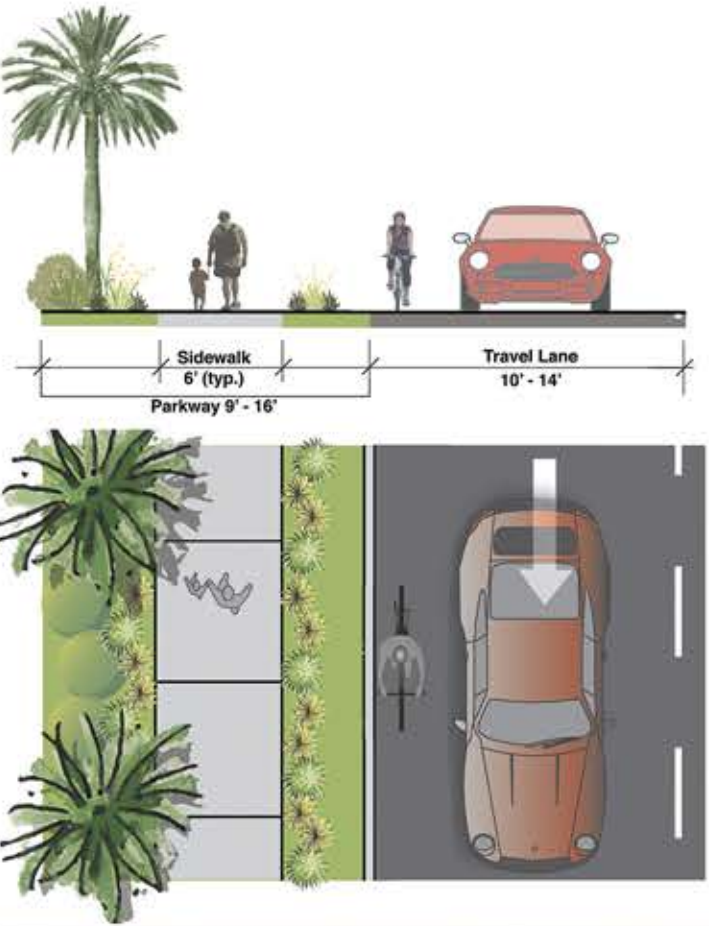 Sidewalk
6' (typ.)
Parkway 9' - 16'
Travel Lane
10' - 14'